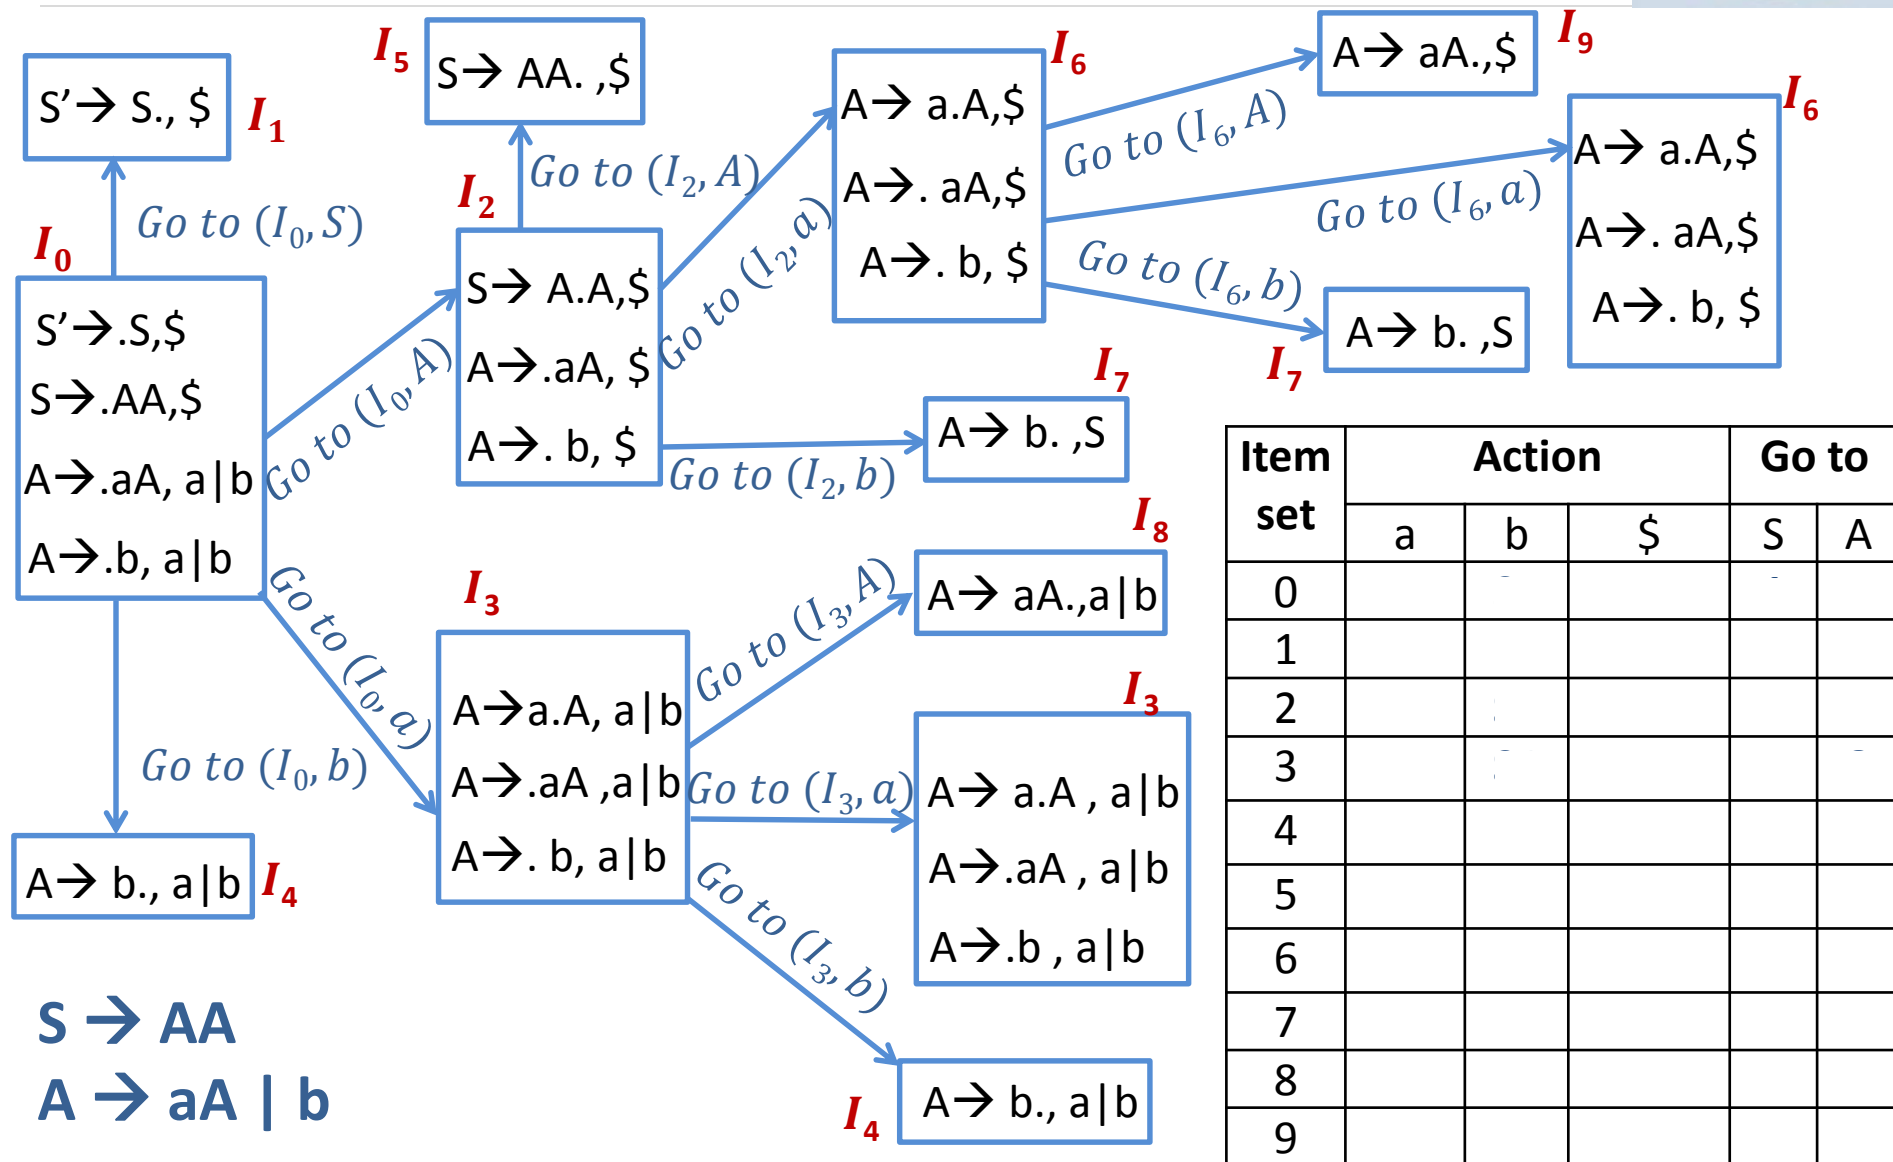 S'→ S., $
I1
I5
S→ AA. ,$
A→ a.A,$
A→. aA,$
A→. b, $
I6
A→ aA.,$
I9
Go to (I6, A)
A→ a.A,$
A→. aA,$
A→. b, $
I6
Go to (I6, a)
Go to (I6, b)
A→ b. ,S
I7
Go to (I0, S)
Go to (I2, A)
I2
S→ A.A,$
A→.aA, $
A→. b, $
Go to (I2, a)
I0
S'→.S,$
S→.AA,$
A→.aA, a|b
A→.b, a|b
Go to (I0, A)
I7
A→ b. ,S
Go to (I2, b)
Go to (I0, a)
Go to (I0, b)
A→ b., a|b
I4
I3
A→a.A, a|b
A→.aA ,a|b
A→. b, a|b
Go to (I3, A)
I8
A→ aA.,a|b
Go to (I3, a)
I3
A→ a.A , a|b
A→.aA , a|b
A→.b , a|b
Go to (I3, b)
I4
A→ b., a|b
S → AA
A → aA | b
Item set Action Go to
a b $ S A
0
1
2
3
4
5
6
7
8
9